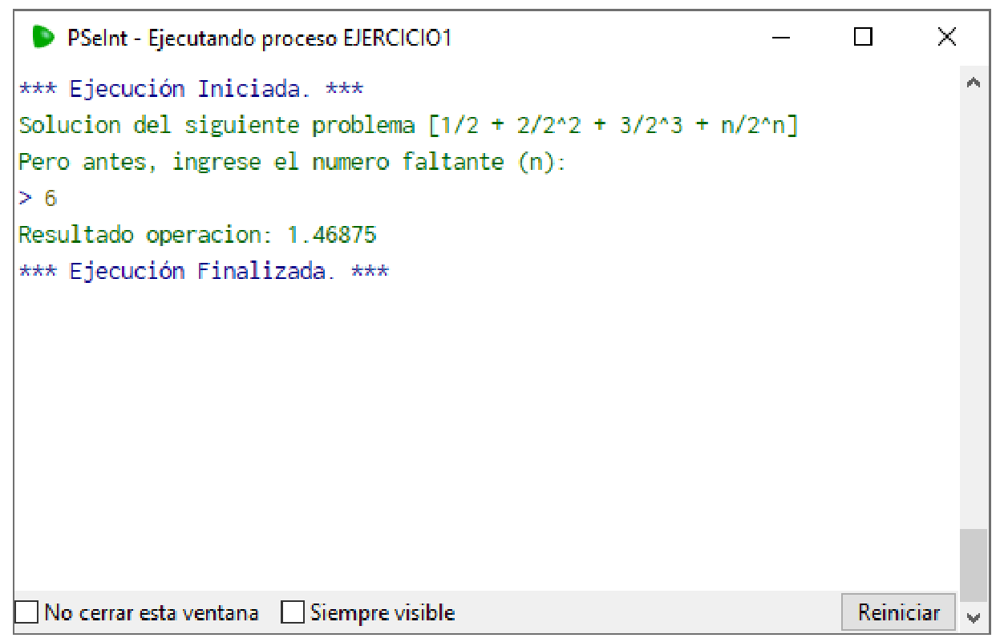 PSeInt - Ejecutando proceso EJERCICIO1
*** Ejecución Iniciada. ***
Solucion del siguiente problema [1/2 + 2/2^2 + 3/2^3 + n/2^n]
Pero antes, ingrese el numero faltante (n):
> 6
Resultado operacion: 1.46875
*** Ejecución Finalizada. ***
No cerrar esta ventana Siempre visible Reiniciar